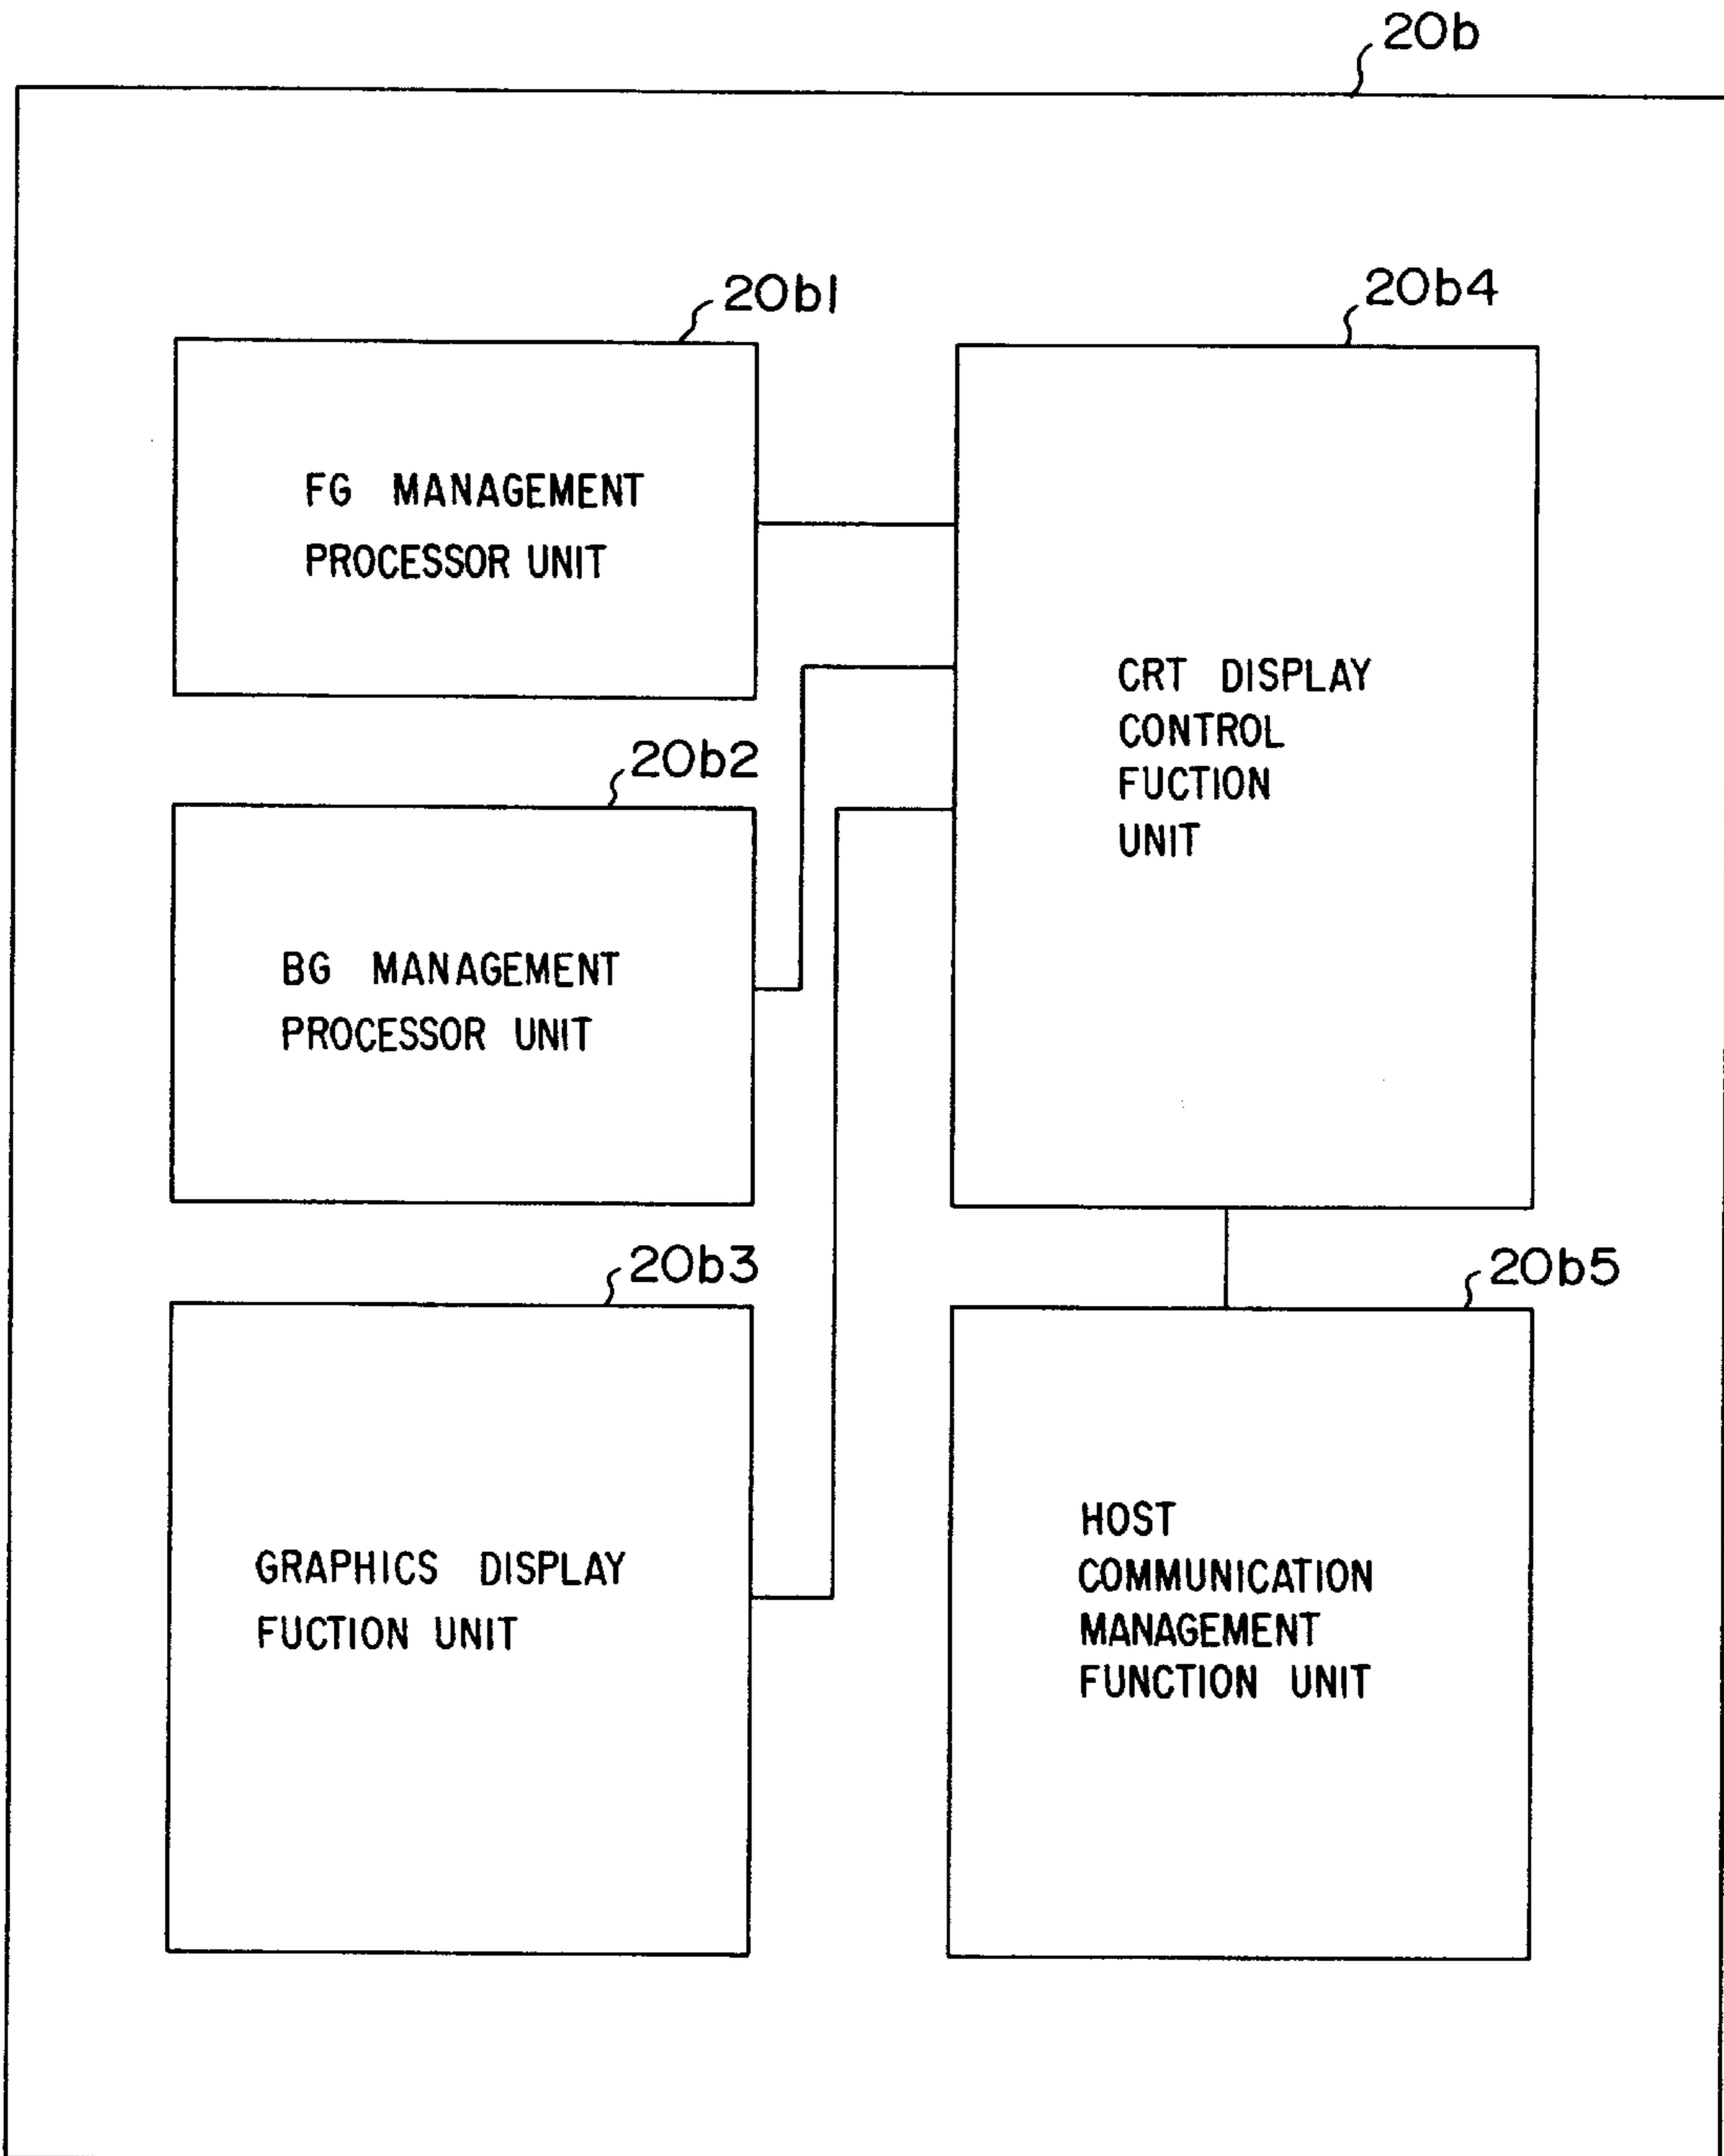 20b
20b1
FG MANAGEMENT
PROCESSOR UNIT
20b4
CRT DISPLAY
CONTROL
FUCTION
UNIT
20b2
BG MANAGEMENT
PROCESSOR UNIT
20b3
GRAPHICS DISPLAY
FUCTION UNIT
20b5
HOST
COMMUNICATION
MANAGEMENT
FUNCTION UNIT